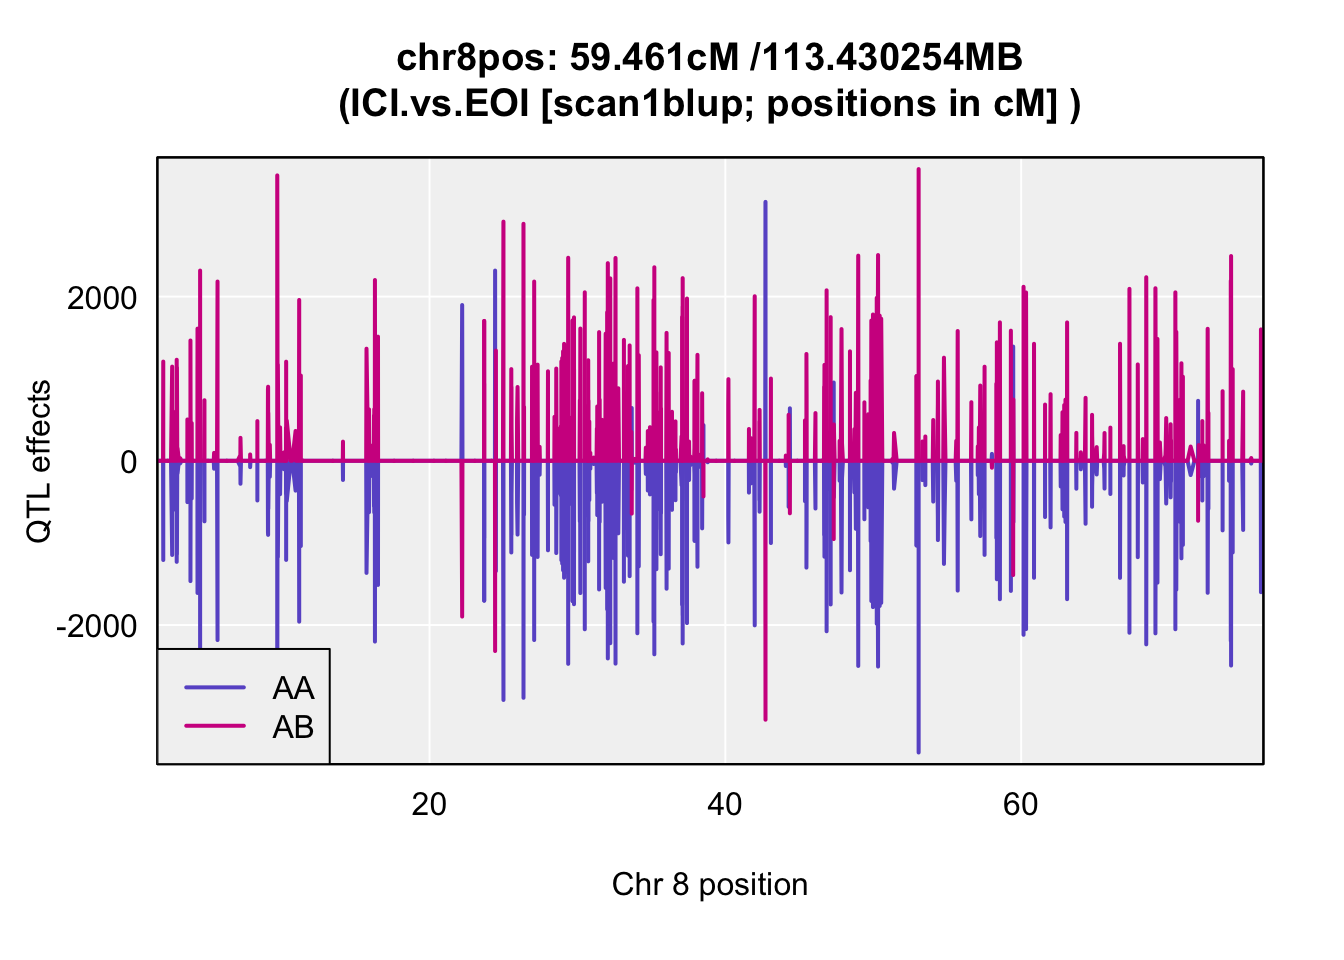 chr8pos: 59.461cM /113.430254MB
(ICI.vs.EOI [scan1blup; positions in cM] )
QTL effects
2000
0
-2000
AA
AB
20
40
60
Chr 8 position